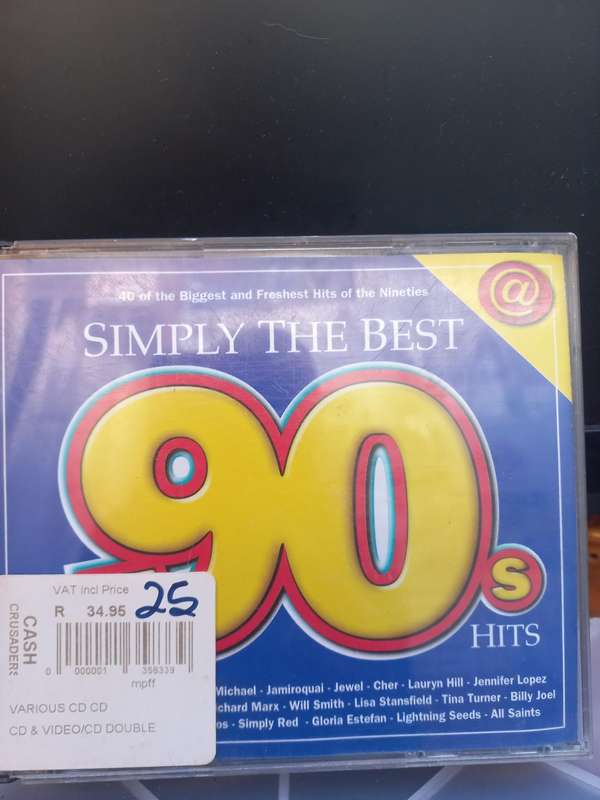 40 of the Biggest and Freshest Hits of the Nineties
@
SIMPLY THE BEST
90s
HITS
VAT Incl Price
R 34.95 25
CASH
CRUSADERS
0 000001 356339
mpff
VARIOUS CD CD
CD & VIDEO/CD DOUBLE
Michael - Jamiroquai - Jewel - Cher - Lauryn Hill - Jennifer Lopez
ichard Marx - Will Smith - Lisa Stansfield - Tina Turner - Billy Joel
os - Simply Red - Gloria Estefan - Lightning Seeds - All Saints